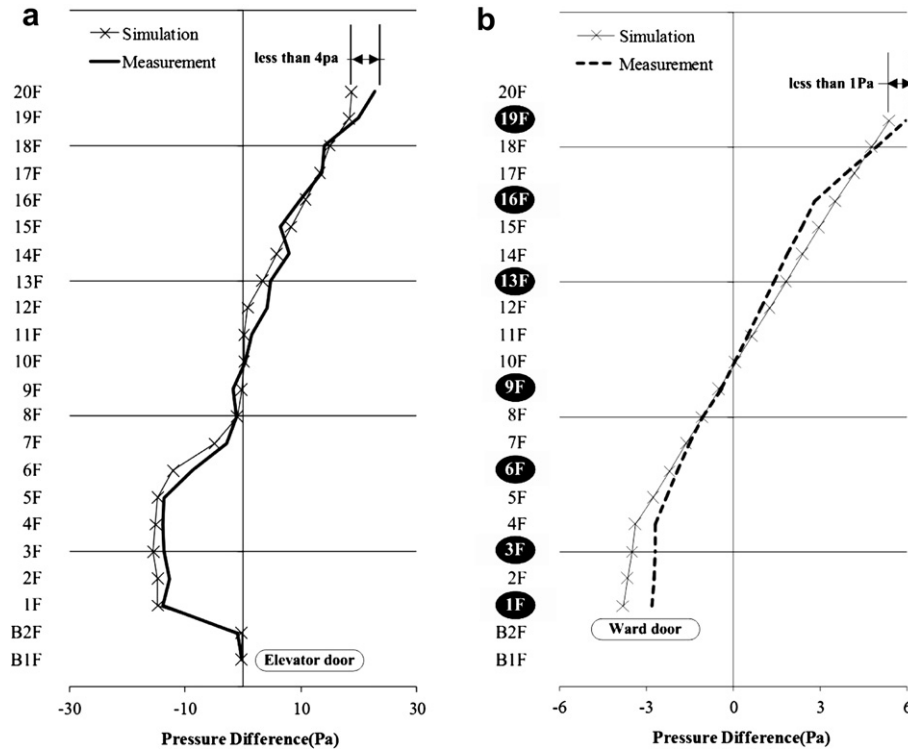 a
Simulation
Measurement
less than 4pa
20F
19F
18F
17F
16F
15F
14F
13F
12F
11F
10F
9F
8F
7F
6F
5F
4F
3F
2F
1F
B2F
B1F
Elevator door
-30
-10
10
30
Pressure Difference(Pa)
b
Simulation
Measurement
less than 1Pa
20F
19F
18F
17F
16F
15F
14F
13F
12F
11F
10F
9F
8F
7F
6F
5F
4F
3F
2F
1F
B2F
B1F
Ward door
-6
-3
0
3
6
Pressure Difference(Pa)